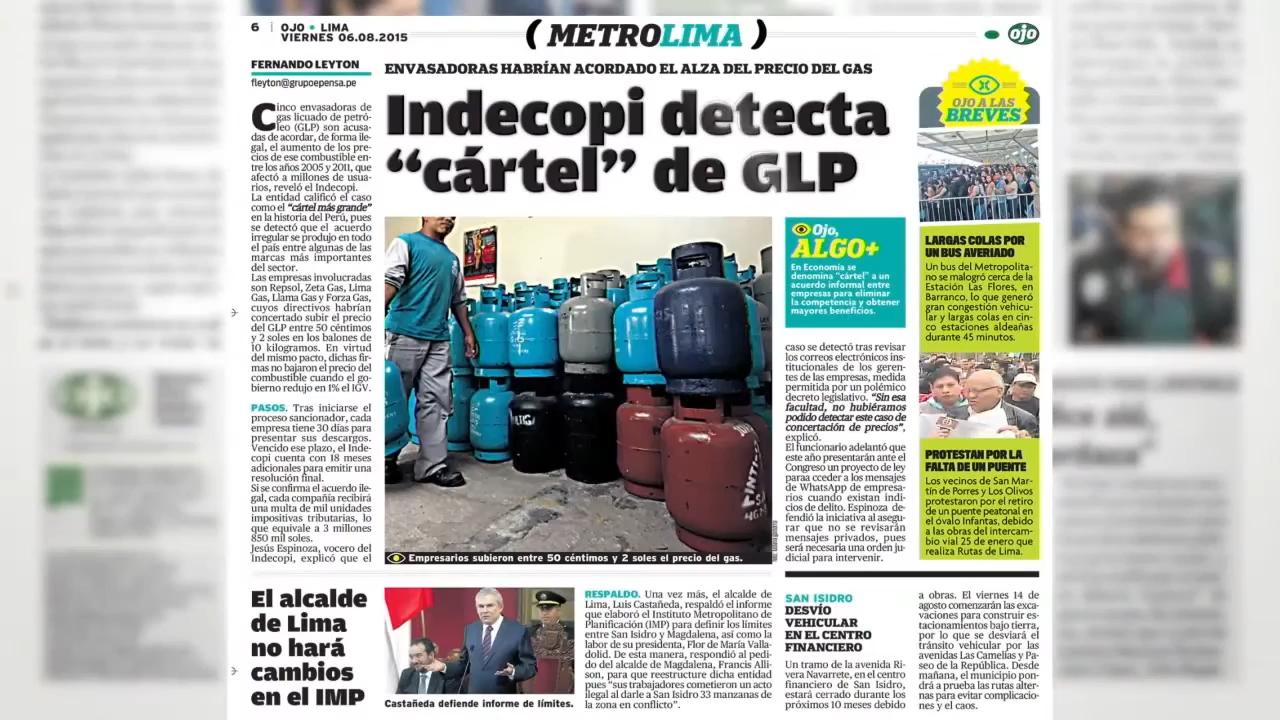 6 | OJO • LIMA
VIERNES 06.08.2015
( METROLIMA )
ojo
FERNANDO LEYTON
fleyton@grupoepensa.pe
Cinco envasadoras de
gas licuado de petró-
leo (GLP) son acusa-
das de acordar, de forma ile-
gal, el aumento de los pre-
cios de ese combustible en-
tre los años 2005 y 2011, que
afectó a millones de usua-
rios, reveló el Indecopi.
La entidad calificó el caso
como el “cártel más grande”
en la historia del Perú, pues
se detectó que el acuerdo
irregular se produjo en todo
el país entre algunas de las
marcas más importantes
del sector.
Las empresas involucradas
son Repsol, Zeta Gas, Lima
Gas, Llama Gas y Forza Gas,
cuyos directivos habrían
concertado subir el precio
del GLP entre 50 céntimos
y 2 soles en los balones de
10 kilogramos. En virtud
del mismo pacto, dichas fir-
mas no bajaron el precio del
combustible cuando el go-
bierno redujo en 1% el IGV.
PASOS. Tras iniciarse el
proceso sancionador, cada
empresa tiene 30 días para
presentar sus descargos.
Vencido ese plazo, el Inde-
copi cuenta con 18 meses
adicionales para emitir una
resolución final.
Si se confirma el acuerdo ile-
gal, cada compañía recibirá
una multa de mil unidades
impositivas tributarias, lo
que equivale a 3 millones
850 mil soles.
Jesús Espinoza, vocero del
Indecopi, explicó que el
ENVASADORAS HABRÍAN ACORDADO EL ALZA DEL PRECIO DEL GAS
Indecopi detecta
“cártel” de GLP
Empresarios subieron entre 50 céntimos y 2 soles el precio del gas.
Ojo,
ALGO+
En Economía se
denomina “cártel” a un
acuerdo informal entre
empresas para eliminar
la competencia y obtener
mayores beneficios.
caso se detectó tras revisar
los correos electrónicos ins-
titucionales de los geren-
tes de las empresas, medida
permitida por un polémico
decreto legislativo. “Sin esa
facultad, no hubiéramos
podido detectar este caso de
concertación de precios”,
explicó.
El funcionario adelantó que
este año presentarán ante el
Congreso un proyecto de ley
paraa cceder a los mensajes
de WhatsApp de empresa-
rios cuando existan indi-
cios de delito. Espinoza de-
fendió la iniciativa al asegu-
rar que no se revisarán
mensajes privados, pues
será necesaria una orden ju-
dicial para intervenir.
OJO A LAS
BREVES
LARGAS COLAS POR
UN BUS AVERIADO
Un bus del Metropolita-
no se malogró cerca de la
Estación Las Flores, en
Barranco, lo que generó
gran congestión vehicu-
lar y largas colas en cin-
co estaciones aldeañas
durante 45 minutos.
PROTESTAN POR LA
FALTA DE UN PUENTE
Los vecinos de San Mar-
tín de Porres y Los Olivos
protestaron por el retiro
de un puente peatonal en
el óvalo Infantas, debido
a las obras del intercam-
bio vial 25 de enero que
realiza Rutas de Lima.
El alcalde
de Lima
no hará
cambios
en el IMP
Castañeda defiende informe de límites.
RESPALDO. Una vez más, el alcalde de
Lima, Luis Castañeda, respaldó el informe
que elaboró el Instituto Metropolitano de
Planificación (IMP) para definir los límites
entre San Isidro y Magdalena, así como la
labor de su presidenta, Flor de María Valla-
dolid. De esta manera, respondió al pedi-
do del alcalde de Magdalena, Francis Alli-
son, para que reestructure dicha entidad
pues “sus trabajadores cometieron un acto
ilegal al darle a San Isidro 33 manzanas de
la zona en conflicto”.
SAN ISIDRO
DESVÍO
VEHICULAR
EN EL CENTRO
FINANCIERO
Un tramo de la avenida Ri-
vera Navarrete, en el centro
financiero de San Isidro,
estará cerrado durante los
próximos 10 meses debido
a obras. El viernes 14 de
agosto comenzarán las exca-
vaciones para construir es-
tacionamientos bajo tierra,
por lo que se desviará el
tránsito vehicular por las
avenidas Las Camelias y Pa-
seo de la República. Desde
mañana, el municipio pon-
drá a prueba las rutas alter-
nas para evitar complicacio-
nes y el caos.